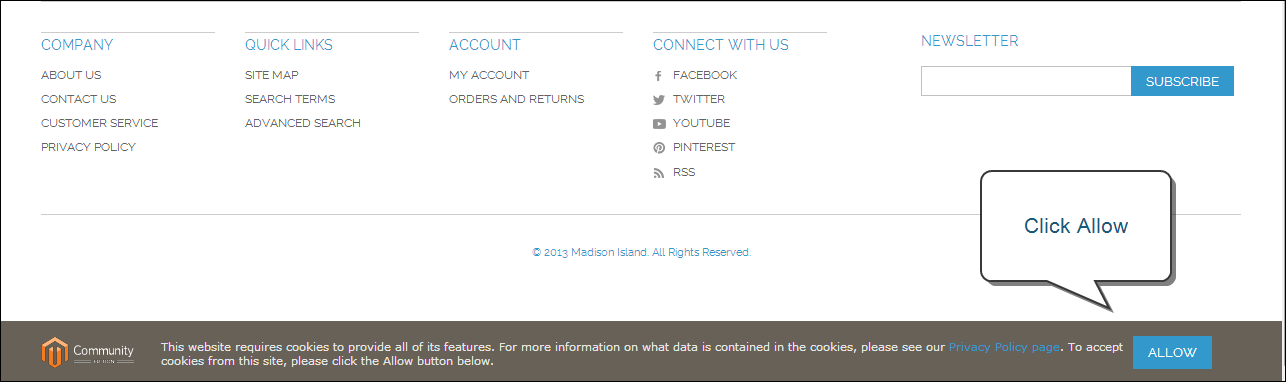 COMPANY
ABOUT US
CONTACT US
CUSTOMER SERVICE
PRIVACY POLICY
QUICK LINKS
SITE MAP
SEARCH TERMS
ADVANCED SEARCH
ACCOUNT
MY ACCOUNT
ORDERS AND RETURNS
CONNECT WITH US
FACEBOOK
TWITTER
YOUTUBE
PINTEREST
RSS
NEWSLETTER
SUBSCRIBE
Click Allow
© 2013 Madison Island. All Rights Reserved.
Community
EDITION
This website requires cookies to provide all of its features. For more information on what data is contained in the cookies, please see our Privacy Policy page. To accept
cookies from this site, please click the Allow button below.
ALLOW